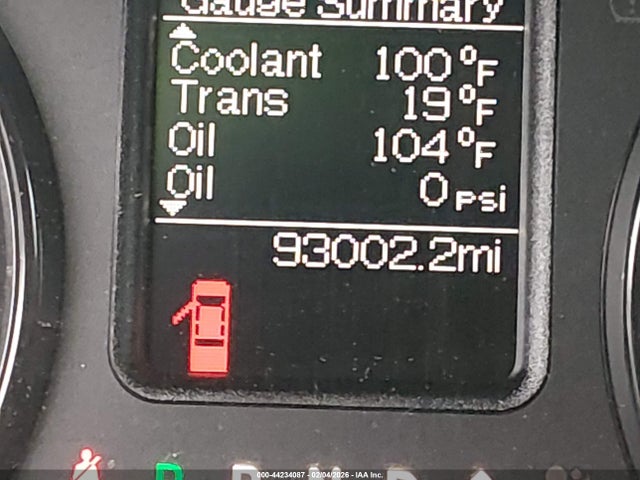 Gauge Summary
Coolant 100°F
Trans 19°F
Oil 104°F
Oil 0 PSi
93002.2mi
P R N D
000-44234087 - 02/04/2026 - IAA Inc.